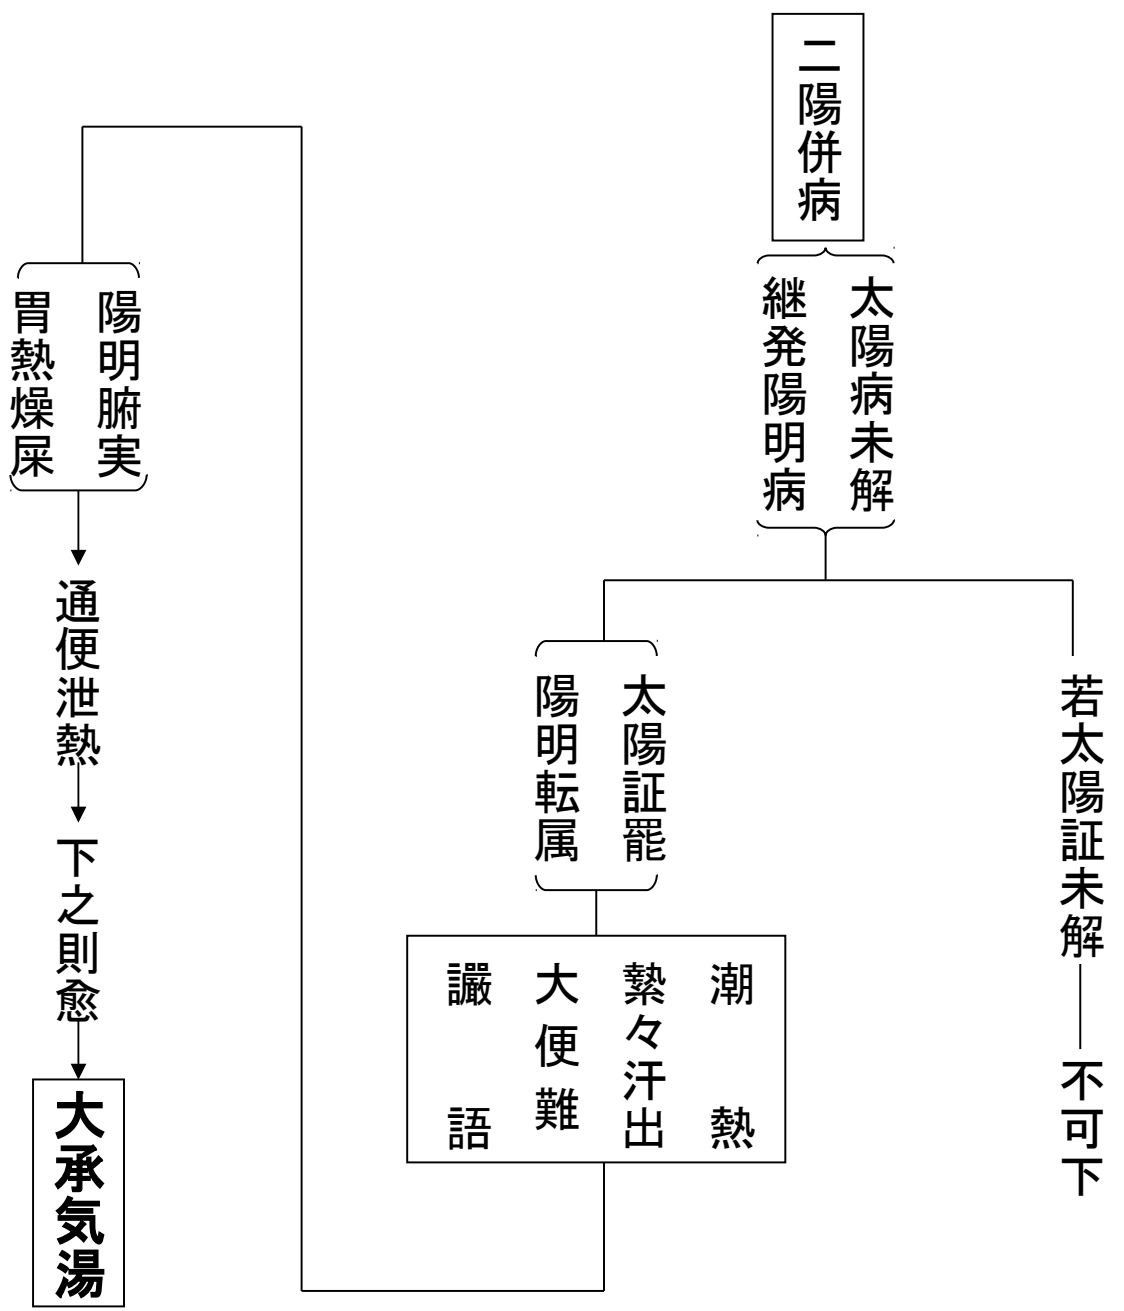 二陽併病
太陽病未解
継発陽明病
若太陽証未解
不可下
太陽証罷
陽明転属
潮熱
漐々汗出
大便難
讝語
陽明腑実
胃熱燥屎
通便泄熱
下之則愈
大承気湯